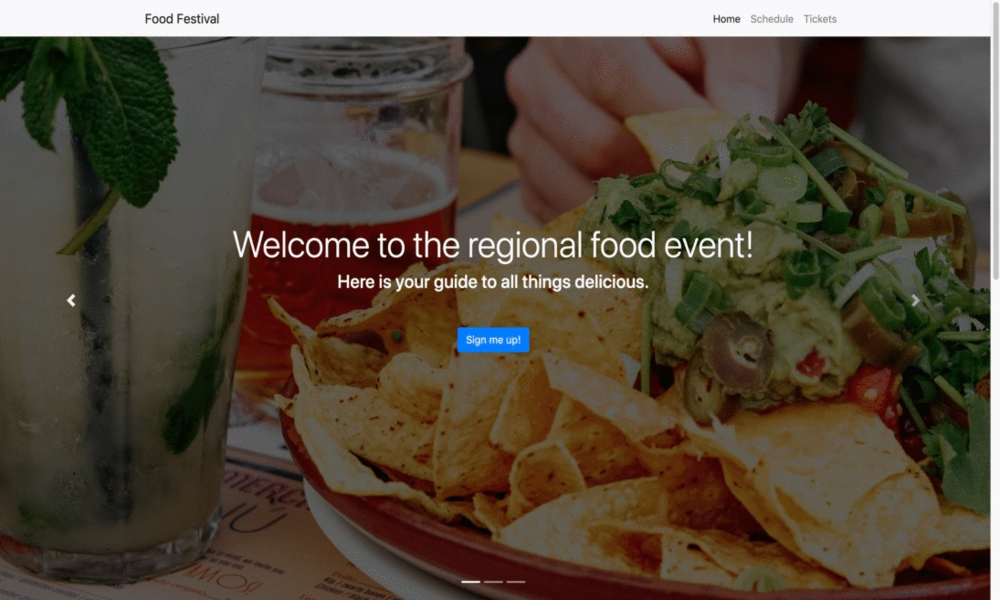 Food Festival
Home Schedule Tickets
Welcome to the regional food event!
Here is your guide to all things delicious.
Sign me up!